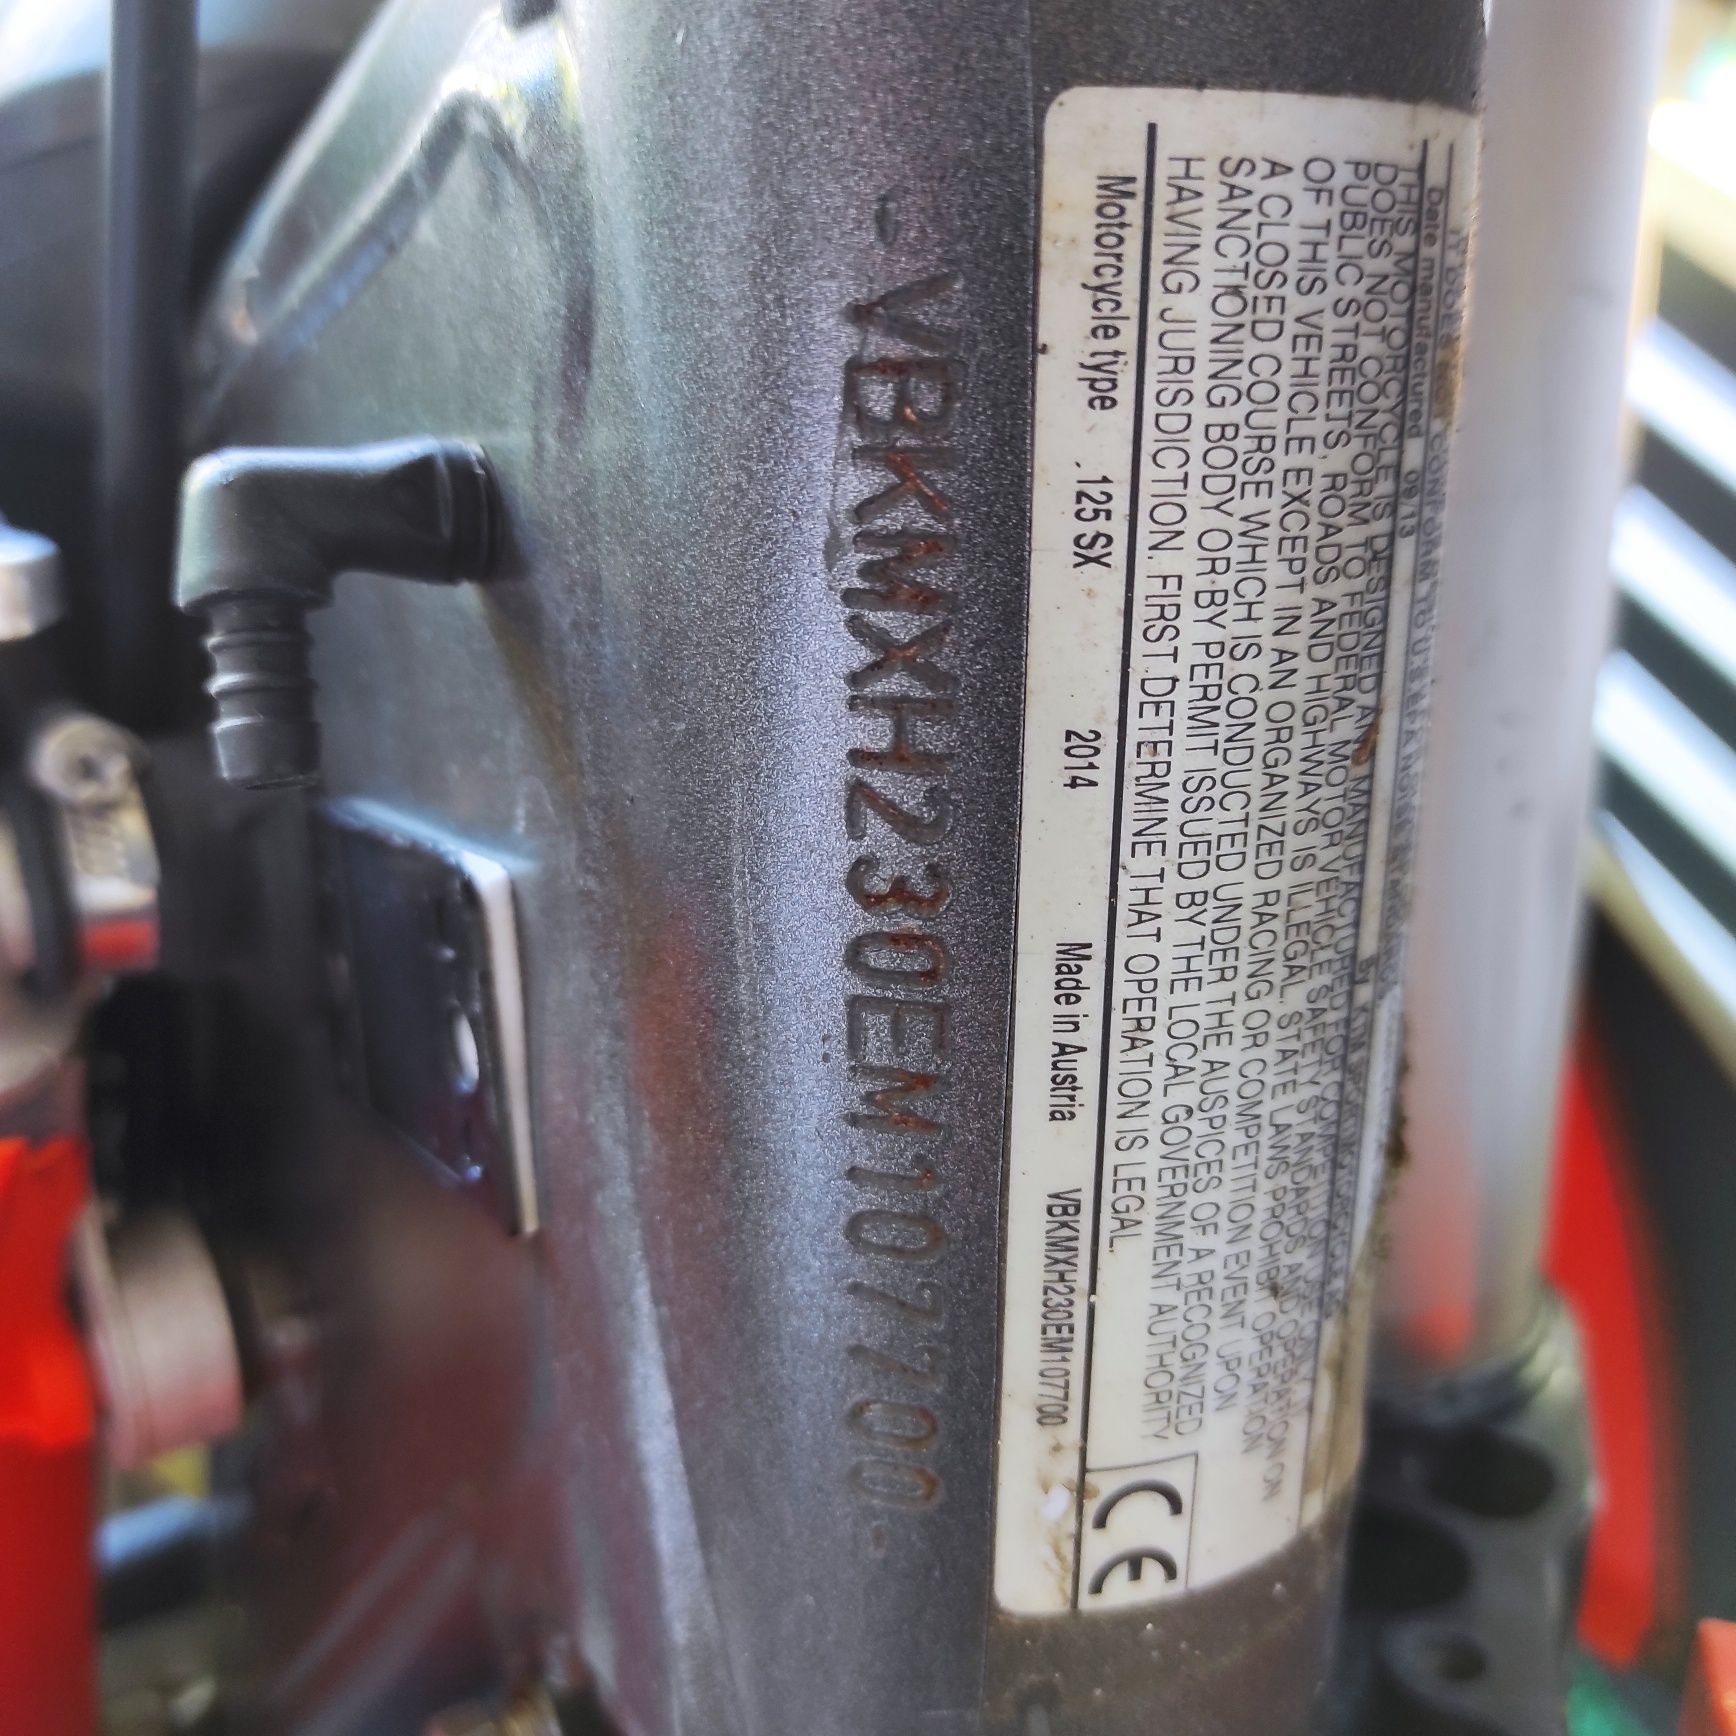 -VBKMXH230EM107700-
Date manufactured 09/13
THIS MOTORCYCLE IS DESIGNED AND MANUFACTURED FOR COMPETITION USE ONLY.
DOES NOT CONFORM TO FEDERAL MOTOR VEHICLE SAFETY STANDARDS AND OPERATION ON
PUBLIC STREETS, ROADS AND HIGHWAYS IS ILLEGAL. STATE LAWS PROHIBIT OPERATION
OF THIS VEHICLE EXCEPT IN AN ORGANIZED RACING OR COMPETITION EVENT UPON
A CLOSED COURSE WHICH IS CONDUCTED UNDER THE AUSPICES OF A RECOGNIZED
SANCTIONING BODY OR BY PERMIT ISSUED BY THE LOCAL GOVERNMENT AUTHORITY
HAVING JURISDICTION. FIRST DETERMINE THAT OPERATION IS LEGAL.
CE
Motorcycle type 125 SX 2014 Made in Austria VBKMXH230EM107700